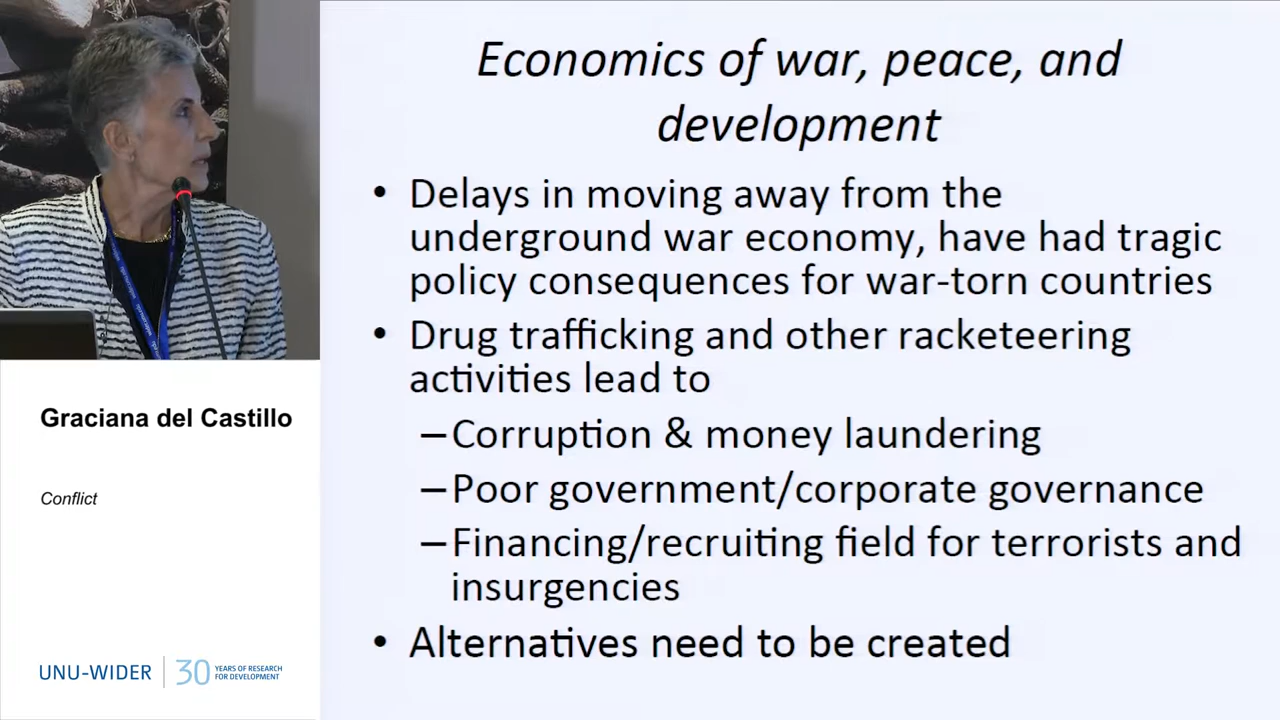 Economics of war, peace, and
development
• Delays in moving away from the
underground war economy, have had tragic
policy consequences for war-torn countries
• Drug trafficking and other racketeering
activities lead to
–Corruption & money laundering
–Poor government/corporate governance
–Financing/recruiting field for terrorists and
insurgencies
• Alternatives need to be created
Graciana del Castillo
Conflict
UNU-WIDER
30
YEARS OF RESEARCH
FOR DEVELOPMENT